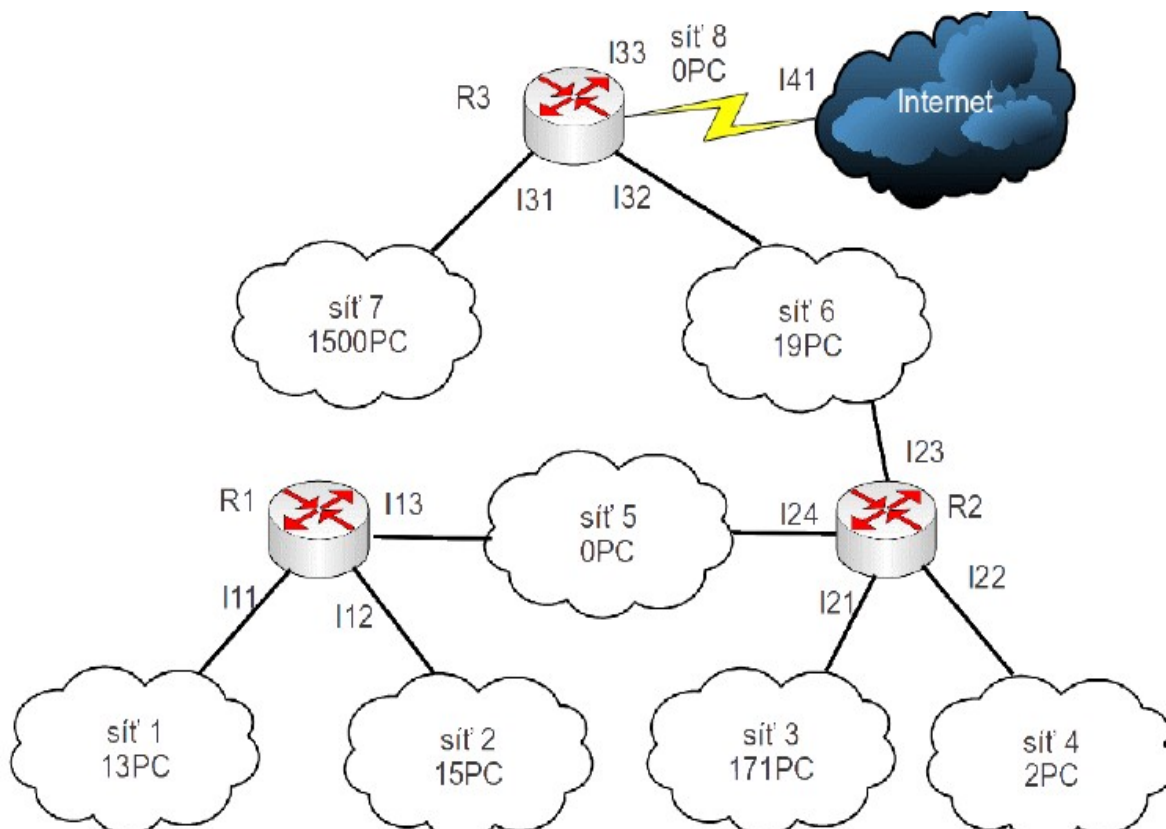 síť 8
0PC
I33
I41
R3
Internet
I31
I32
síť 7
1500PC
síť 6
19PC
I23
R1
I13
síť 5
0PC
I24
R2
I11
I12
I21
I22
síť 1
13PC
síť 2
15PC
síť 3
171PC
síť 4
2PC